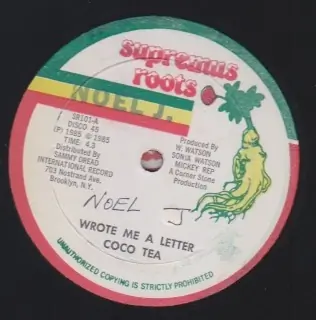 supremus
roots
NOEL J.
SR101-A
DISCO 45
(P) 1985 © 1985
TIME: 4.3
Distributed By
SAMMY DREAD
INTERNATIONAL RECORD
703 Nostrand Ave.
Brooklyn, N.Y.
Produced By
W. WATSON
SONIA WATSON
MICKEY REP
A Corner Stone
Production
NOEL J
WROTE ME A LETTER
COCO TEA
UNAUTHORIZED COPYING IS STRICTLY PROHIBITED